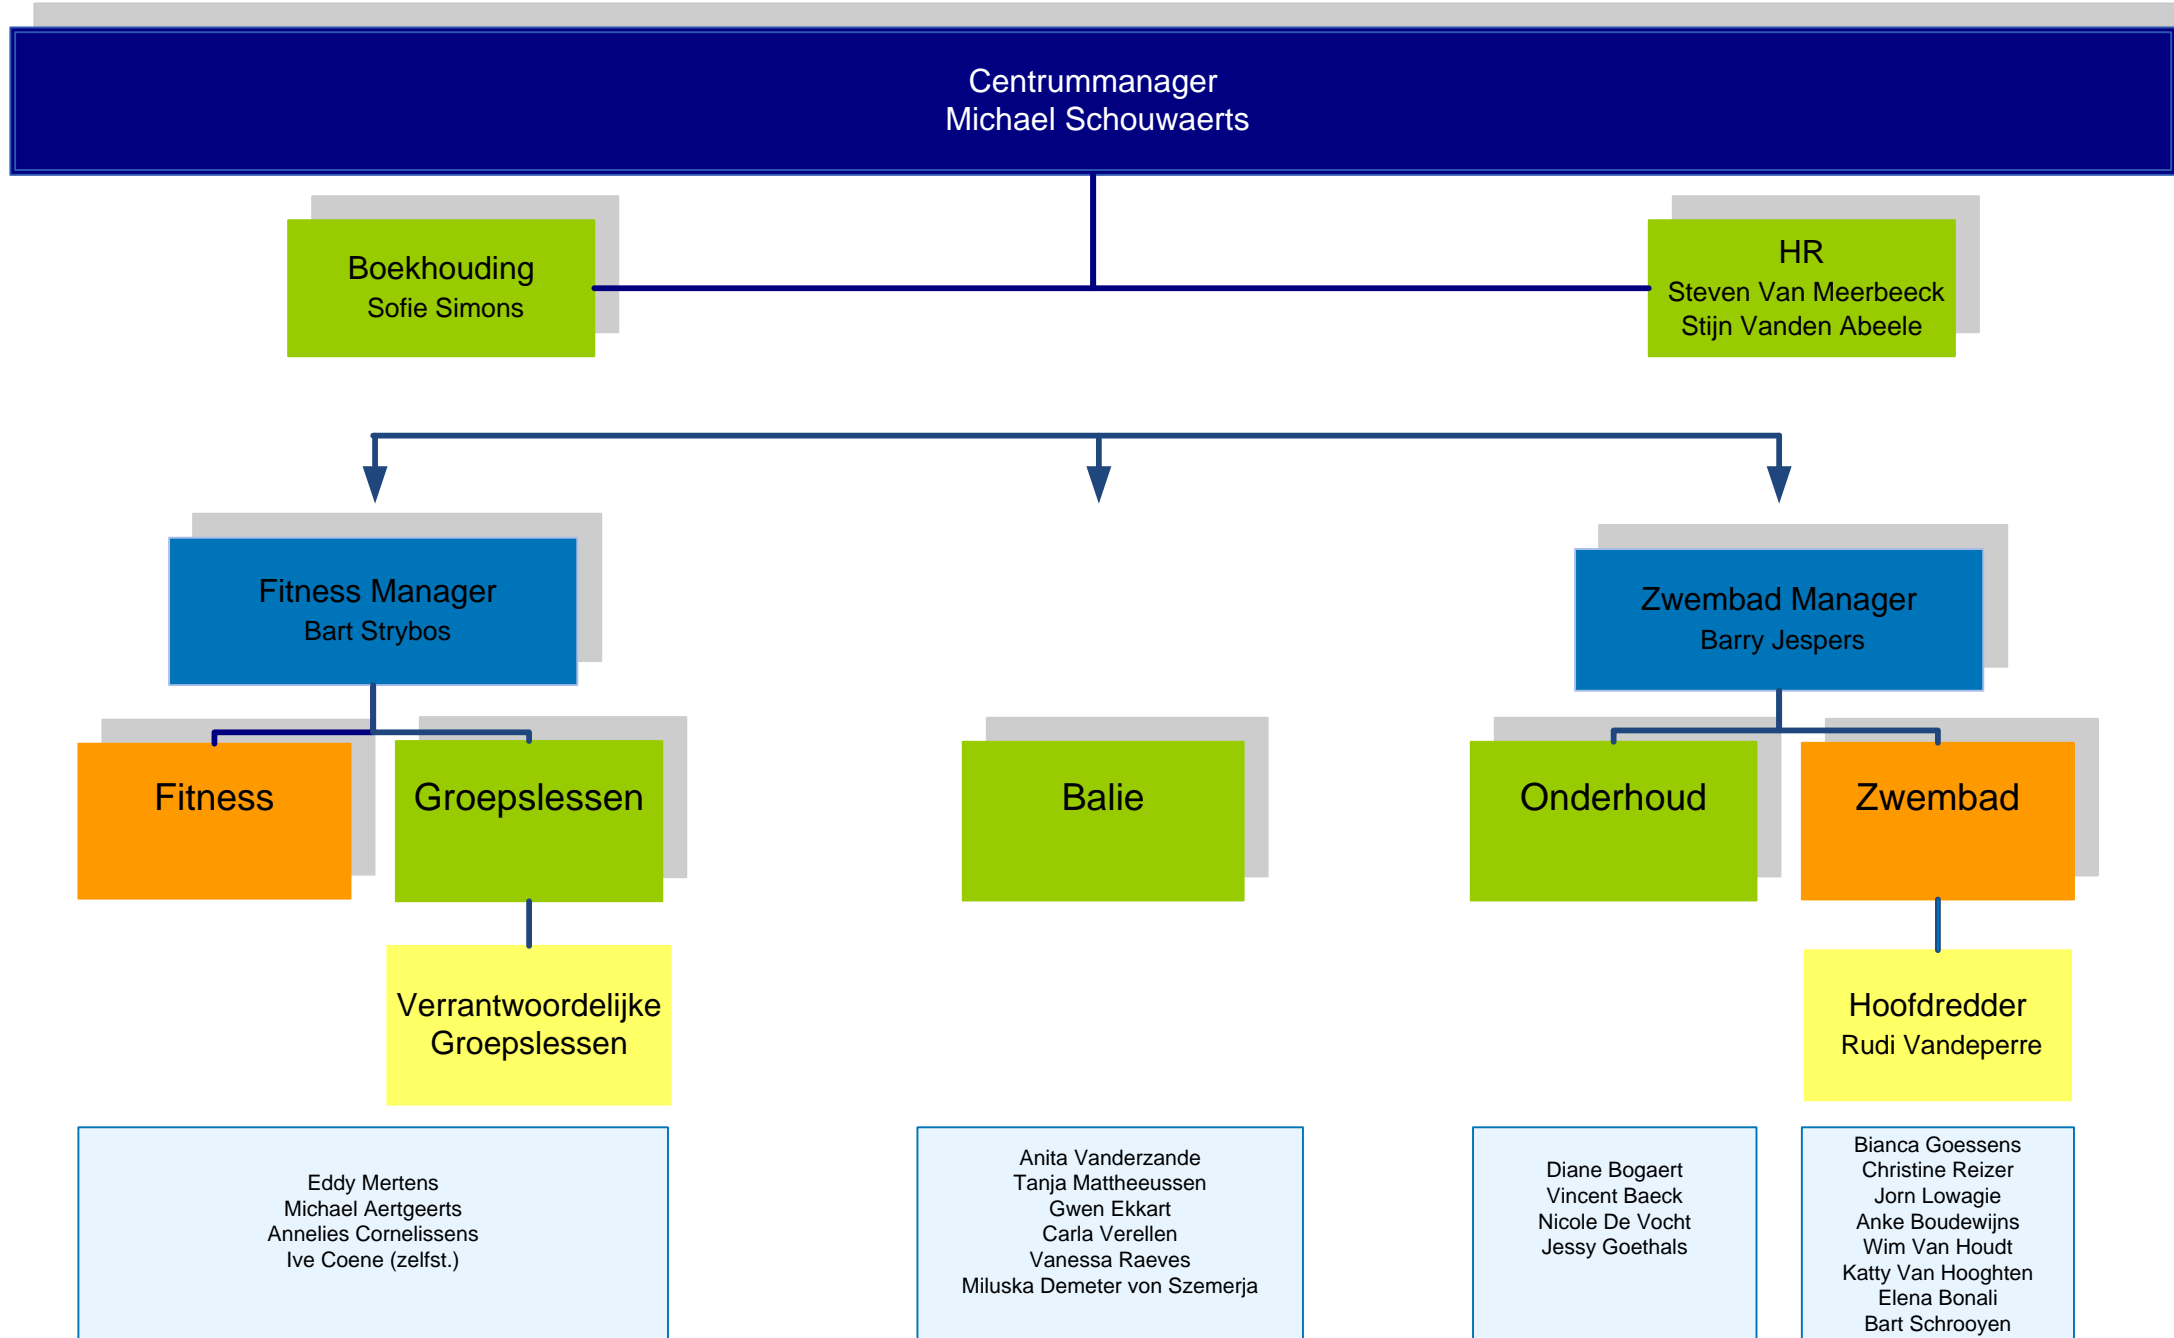 Centrummanager
Michael Schouwaerts
Boekhouding
Sofie Simons
HR
Steven Van Meerbeeck
Stijn Vanden Abeele
Fitness Manager
Bart Strybos
Zwembad Manager
Barry Jespers
Fitness
Groepslessen
Balie
Onderhoud
Zwembad
Verrantwoordelijke
Groepslessen
Hoofdredder
Rudi Vandeperre
Eddy Mertens
Michael Aertgeerts
Annelies Cornelissens
Ive Coene (zelfst.)
Anita Vanderzande
Tanja Mattheeussen
Gwen Ekkart
Carla Verellen
Vanessa Raeves
Miluska Demeter von Szemerja
Diane Bogaert
Vincent Baeck
Nicole De Vocht
Jessy Goethals
Bianca Goessens
Christine Reizer
Jorn Lowagie
Anke Boudewijns
Wim Van Houdt
Katty Van Hooghten
Elena Bonali
Bart Schrooyen